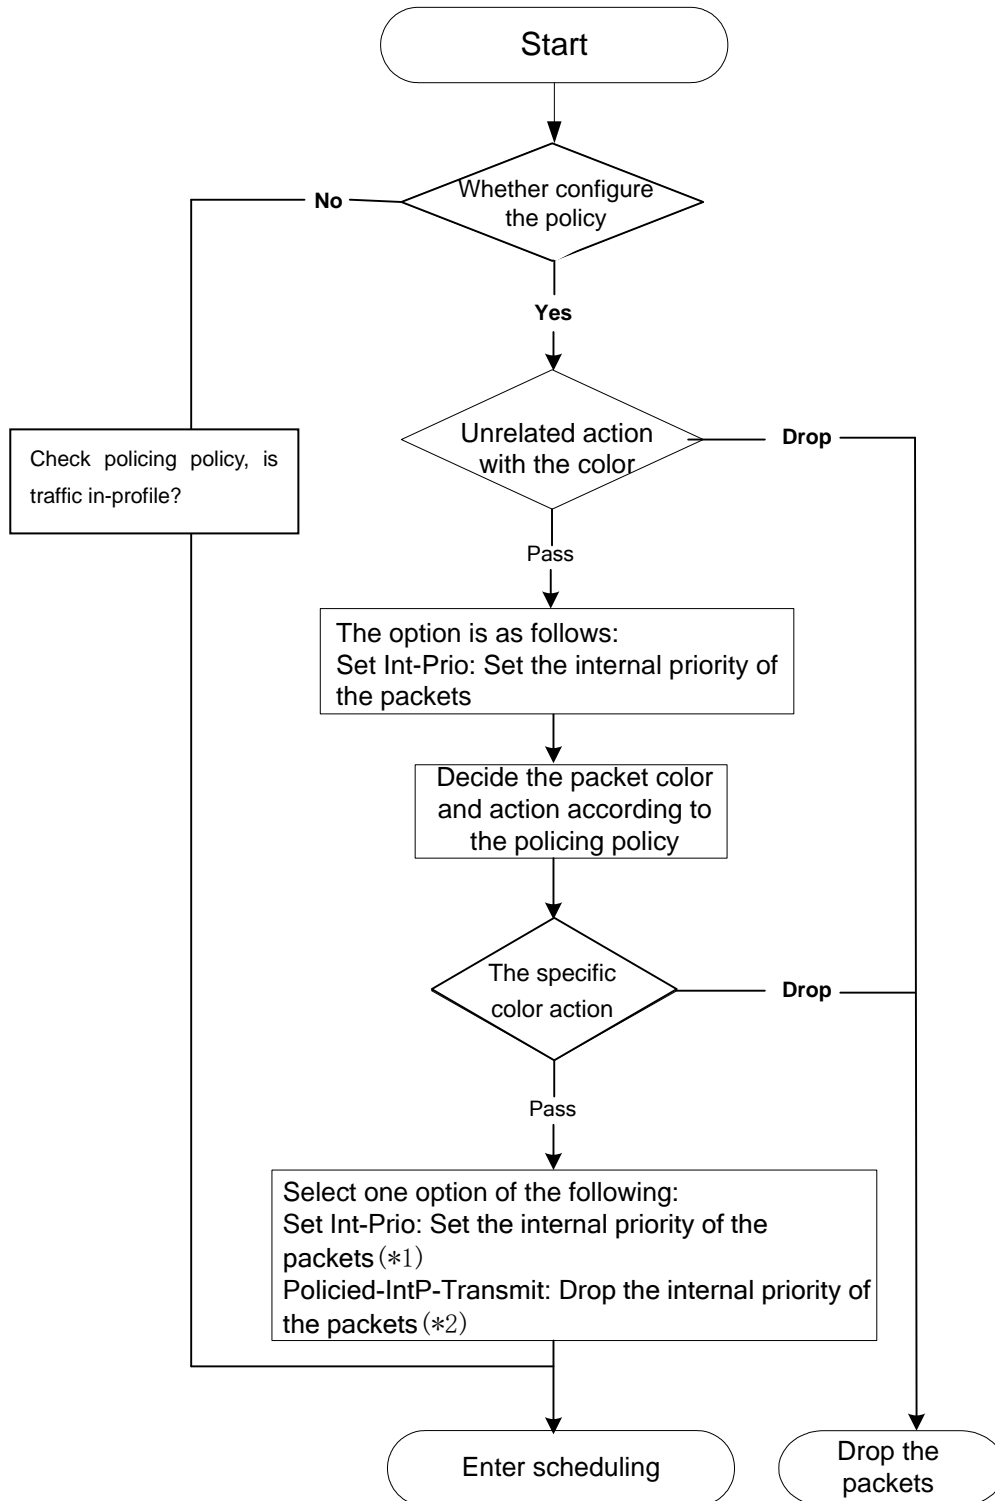 Start
Whether configure
the policy
No
Yes
Unrelated action
with the color
Drop
Check policing policy, is
traffic in-profile?
Pass
The option is as follows:
Set Int-Prio: Set the internal priority of
the packets
Decide the packet color
and action according to
the policing policy
The specific
color action
Drop
Pass
Select one option of the following:
Set Int-Prio: Set the internal priority of the
packets(*1)
Policied-IntP-Transmit: Drop the internal priority of
the packets(*2)
Enter scheduling
Drop the
packets